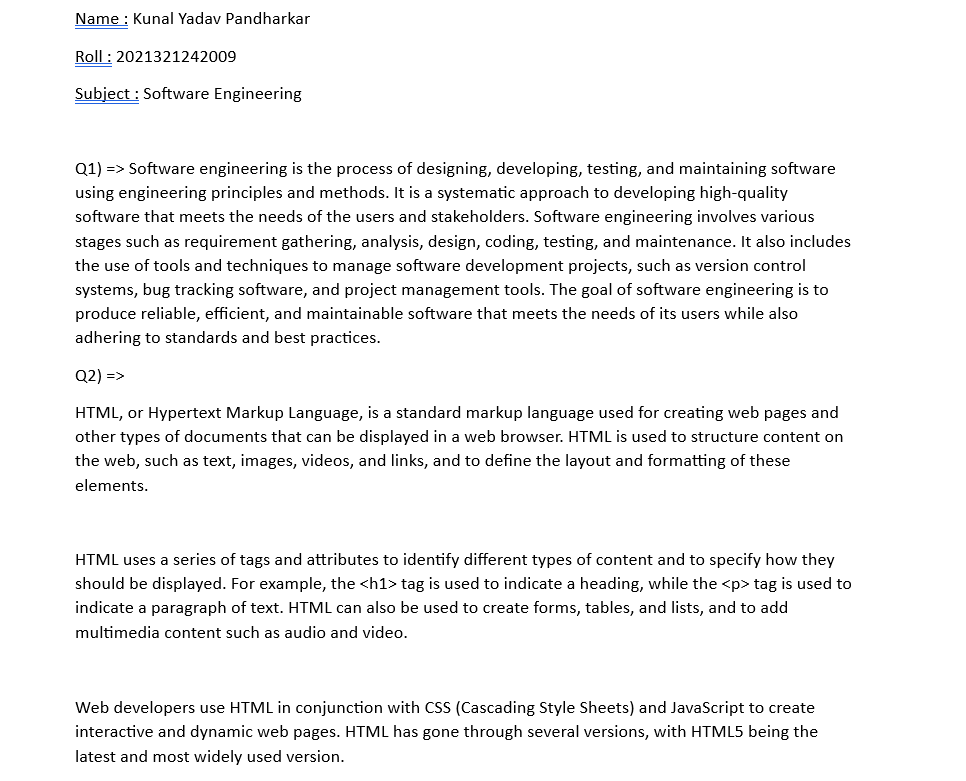 Name : Kunal Yadav Pandharkar
Roll : 2021321242009
Subject : Software Engineering
Q1) => Software engineering is the process of designing, developing, testing, and maintaining software
using engineering principles and methods. It is a systematic approach to developing high-quality
software that meets the needs of the users and stakeholders. Software engineering involves various
stages such as requirement gathering, analysis, design, coding, testing, and maintenance. It also includes
the use of tools and techniques to manage software development projects, such as version control
systems, bug tracking software, and project management tools. The goal of software engineering is to
produce reliable, efficient, and maintainable software that meets the needs of its users while also
adhering to standards and best practices.
Q2) =>
HTML, or Hypertext Markup Language, is a standard markup language used for creating web pages and
other types of documents that can be displayed in a web browser. HTML is used to structure content on
the web, such as text, images, videos, and links, and to define the layout and formatting of these
elements.
HTML uses a series of tags and attributes to identify different types of content and to specify how they
should be displayed. For example, the <h1> tag is used to indicate a heading, while the <p> tag is used to
indicate a paragraph of text. HTML can also be used to create forms, tables, and lists, and to add
multimedia content such as audio and video.
Web developers use HTML in conjunction with CSS (Cascading Style Sheets) and JavaScript to create
interactive and dynamic web pages. HTML has gone through several versions, with HTML5 being the
latest and most widely used version.